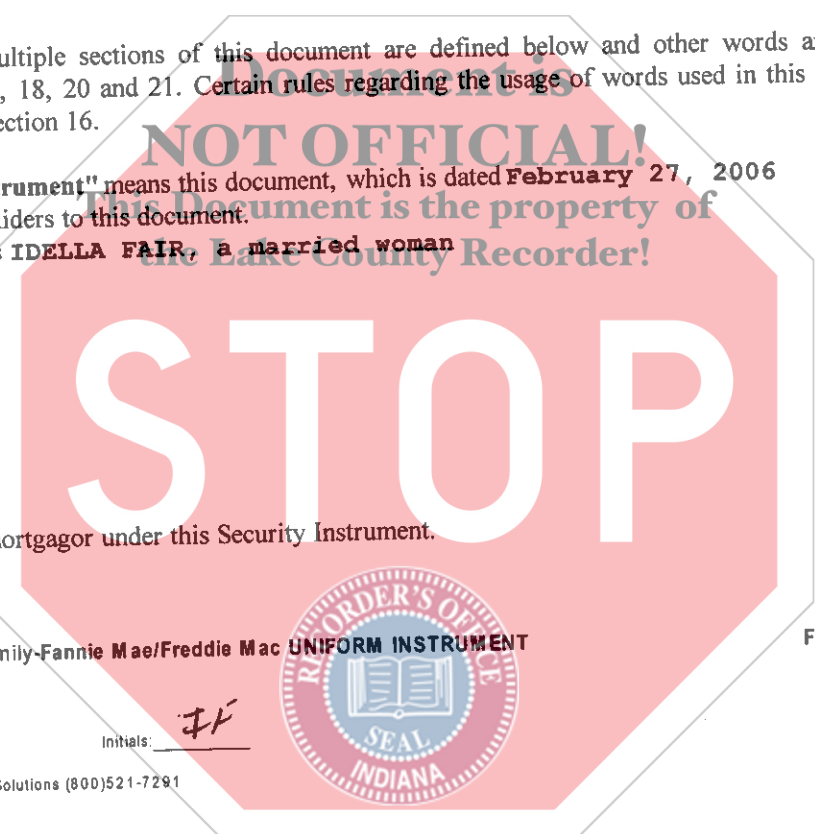 ultiple sections of this document are defined below and other words a
, 18, 20 and 21. Certain rules regarding the usage of words used in this
ection 16.
Document is
NOT OFFICIAL!
This Document is the property of
the Lake County Recorder!
rument" means this document, which is dated February 27, 2006
iders to this document.
IDELLA FAIR, a married woman
STOP
ortgagor under this Security Instrument.
mily-Fannie Mae/Freddie Mac UNIFORM INSTRUMENT
F
RECORDER'S OFFICE
SEAL
INDIANA
Initials: IF
Solutions (800)521-7291